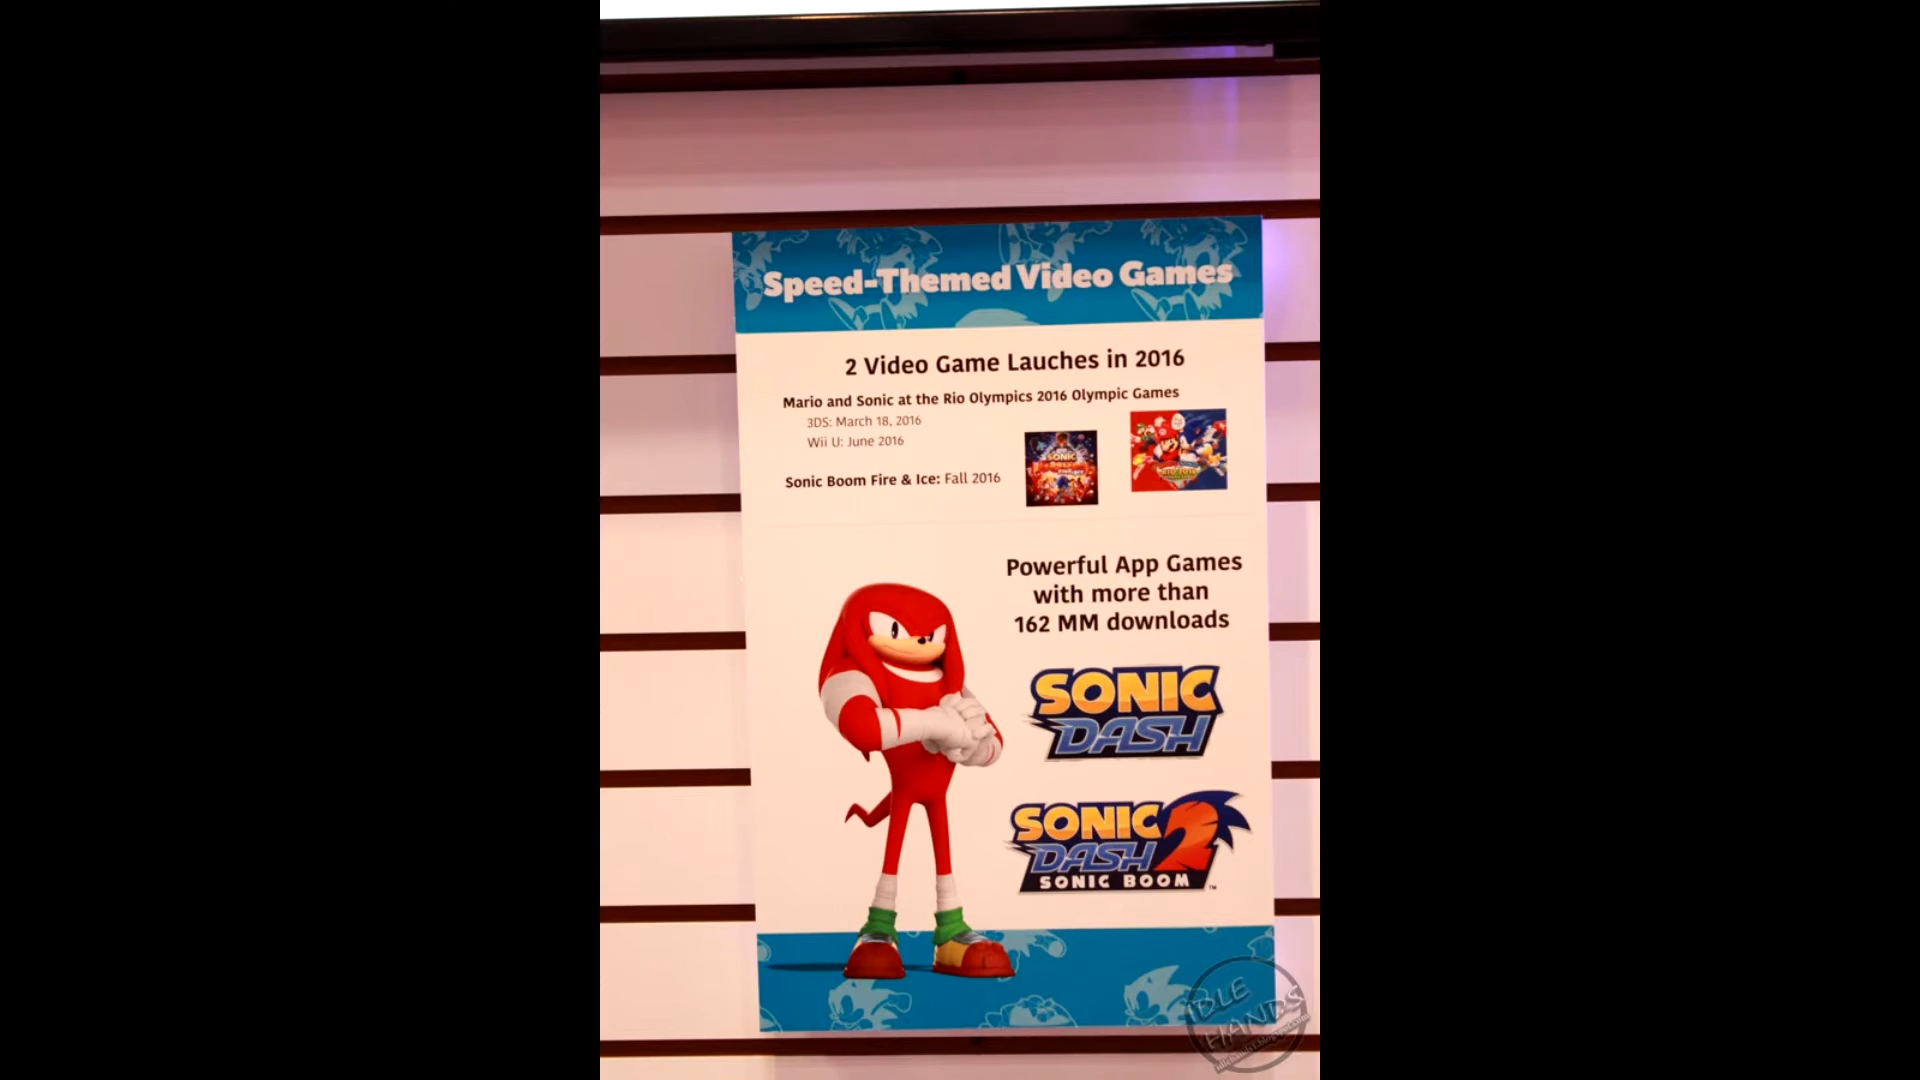 Speed-Themed Video Games
2 Video Game Lauches in 2016
Mario and Sonic at the Rio Olympics 2016 Olympic Games
3DS: March 18, 2016
Wii U: June 2016
Sonic Boom Fire & Ice: Fall 2016
SONIC
Powerful App Games
with more than
162 MM downloads
SONIC
DASH
SONIC 2
DASH
SONIC BOOM ™
IDLE
HANDS